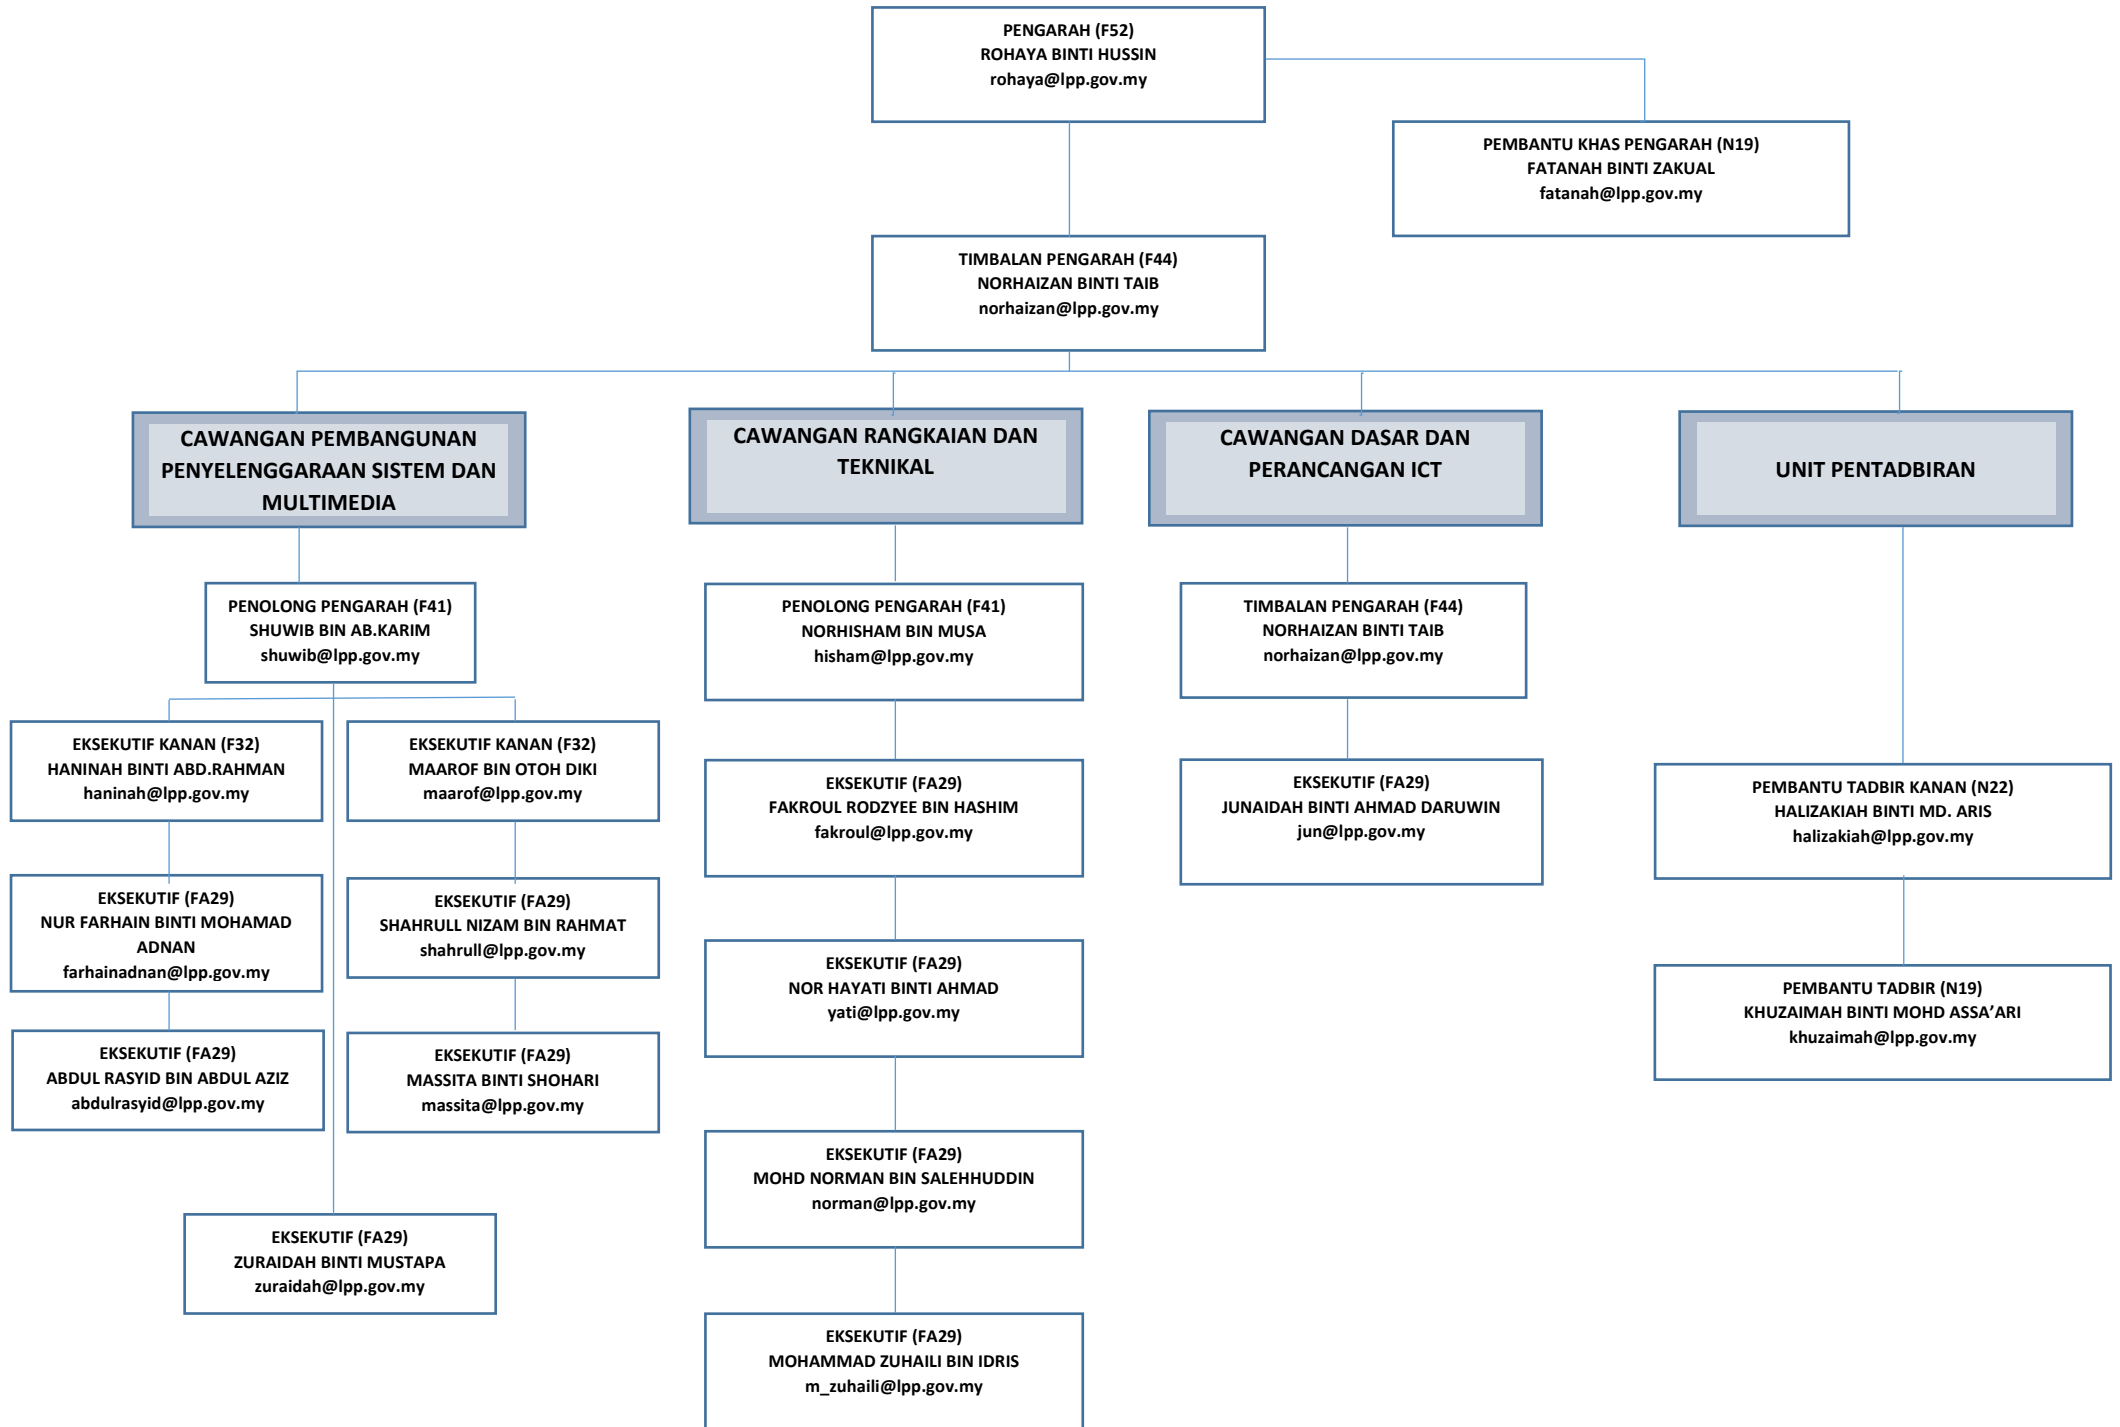 PENGARAH (F52)
ROHAYA BINTI HUSSIN
rohaya@lpp.gov.my
PEMBANTU KHAS PENGARAH (N19)
FATANAH BINTI ZAKUAL
fatanah@lpp.gov.my
TIMBALAN PENGARAH (F44)
NORHAIZAN BINTI TAIB
norhaizan@lpp.gov.my
CAWANGAN PEMBANGUNAN
PENYELENGGARAAN SISTEM DAN
MULTIMEDIA
PENOLONG PENGARAH (F41)
SHUWIB BIN AB.KARIM
shuwib@lpp.gov.my
EKSEKUTIF KANAN (F32)
HANINAH BINTI ABD.RAHMAN
haninah@lpp.gov.my
EKSEKUTIF (FA29)
NUR FARHAIN BINTI MOHAMAD
ADNAN
farhainadnan@lpp.gov.my
EKSEKUTIF (FA29)
ABDUL RASYID BIN ABDUL AZIZ
abdulrasyid@lpp.gov.my
EKSEKUTIF KANAN (F32)
MAAROF BIN OTOH DIKI
maarof@lpp.gov.my
EKSEKUTIF (FA29)
SHAHRULL NIZAM BIN RAHMAT
shahrull@lpp.gov.my
EKSEKUTIF (FA29)
MASSITA BINTI SHOHARI
massita@lpp.gov.my
EKSEKUTIF (FA29)
ZURAIDAH BINTI MUSTAPA
zuraidah@lpp.gov.my
CAWANGAN RANGKAIAN DAN
TEKNIKAL
PENOLONG PENGARAH (F41)
NORHISHAM BIN MUSA
hisham@lpp.gov.my
EKSEKUTIF (FA29)
FAKROUL RODZYEE BIN HASHIM
fakroul@lpp.gov.my
EKSEKUTIF (FA29)
NOR HAYATI BINTI AHMAD
yati@lpp.gov.my
EKSEKUTIF (FA29)
MOHD NORMAN BIN SALEHHUDDIN
norman@lpp.gov.my
EKSEKUTIF (FA29)
MOHAMMAD ZUHAILI BIN IDRIS
m_zuhaili@lpp.gov.my
CAWANGAN DASAR DAN
PERANCANGAN ICT
TIMBALAN PENGARAH (F44)
NORHAIZAN BINTI TAIB
norhaizan@lpp.gov.my
EKSEKUTIF (FA29)
JUNAIDAH BINTI AHMAD DARUWIN
jun@lpp.gov.my
UNIT PENTADBIRAN
PEMBANTU TADBIR KANAN (N22)
HALIZAKIAH BINTI MD. ARIS
halizakiah@lpp.gov.my
PEMBANTU TADBIR (N19)
KHUZAIMAH BINTI MOHD ASSA’ARI
khuzaimah@lpp.gov.my